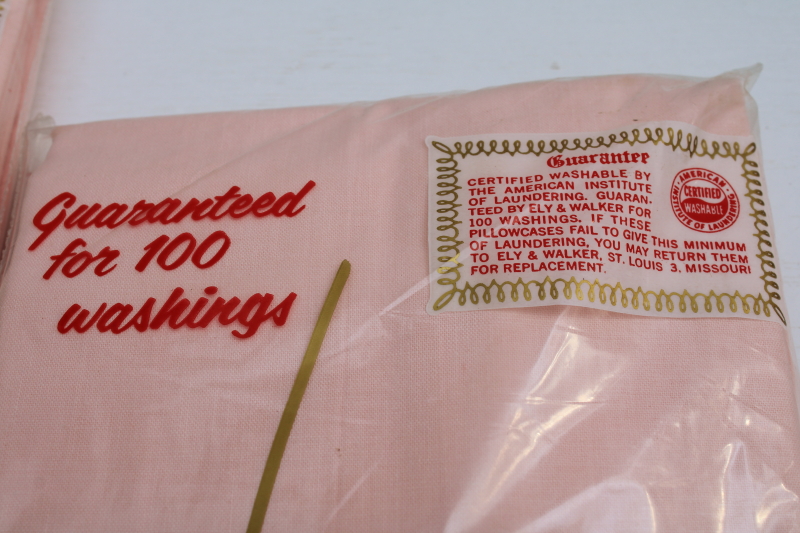 Guaranteed
for 100
washings
Guarantee
CERTIFIED WASHABLE BY
THE AMERICAN INSTITUTE
OF LAUNDERING. GUARAN-
TEED BY ELY & WALKER FOR
100 WASHINGS. IF THESE
PILLOWCASES FAIL TO GIVE THIS MINIMUM
OF LAUNDERING, YOU MAY RETURN THEM
TO ELY & WALKER, ST. LOUIS 3, MISSOURI
FOR REPLACEMENT.
AMERICAN
CERTIFIED
WASHABLE
INSTITUTE OF LAUNDERING